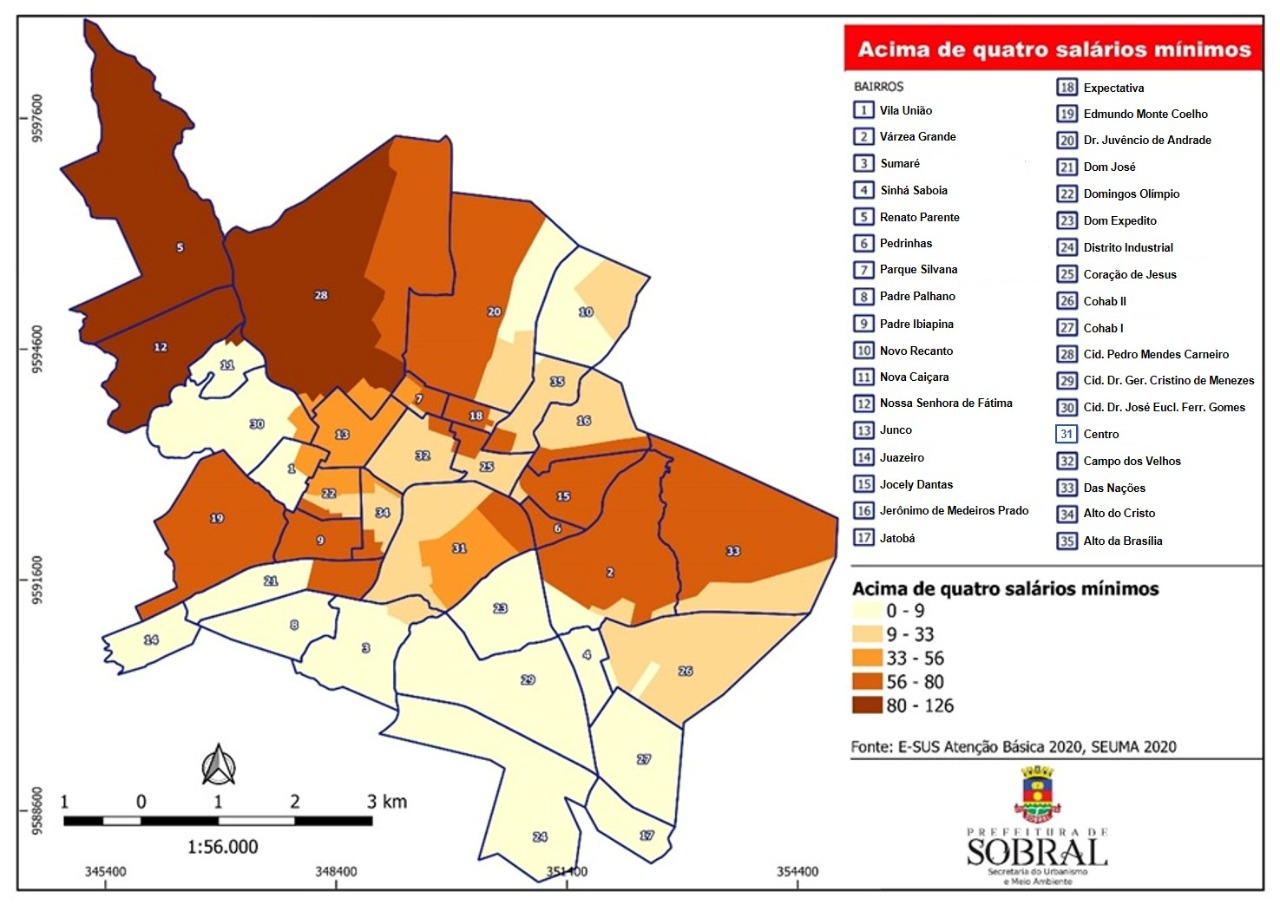 Acima de quatro salários mínimos
BAIRROS
1 Vila União
2 Várzea Grande
3 Sumaré
4 Sinhá Saboia
5 Renato Parente
6 Pedrinhas
7 Parque Silvana
8 Padre Palhano
9 Padre Ibiapina
10 Novo Recanto
11 Nova Caiçara
12 Nossa Senhora de Fátima
13 Junco
14 Juazeiro
15 Jocely Dantas
16 Jerônimo de Medeiros Prado
17 Jatobá
18 Expectativa
19 Edmundo Monte Coelho
20 Dr. Juvêncio de Andrade
21 Dom José
22 Domingos Olímpio
23 Dom Expedito
24 Distrito Industrial
25 Coração de Jesus
26 Cohab II
27 Cohab I
28 Cid. Pedro Mendes Carneiro
29 Cid. Dr. Ger. Cristino de Menezes
30 Cid. Dr. José Eucl. Ferr. Gomes
31 Centro
32 Campo dos Velhos
33 Das Nações
34 Alto do Cristo
35 Alto da Brasília
Acima de quatro salários mínimos
0 - 9
9 - 33
33 - 56
56 - 80
80 - 126
Fonte: E-SUS Atenção Básica 2020, SEUMA 2020
SOBRAL
PREFEITURA DE
SOBRAL
Secretaria do Urbanismo
e Meio Ambiente
9597600
9594600
9591600
9588600
5
28
20
10
12
11
35
7
18
16
30
13
32
25
1
22
15
34
19
6
9
31
33
2
21
23
8
14
3
4
26
29
27
17
24
1 0 1 2 3 km
1:56.000
345400 348400 351400 354400